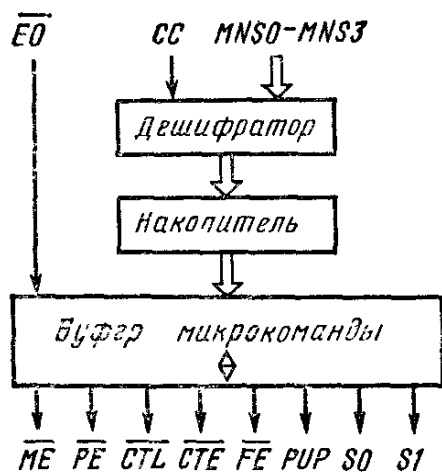 EO CC MNS0-MNS3
Дешифратор
Накопитель
Буфер микрокоманды
ME PE CTL CTE FE PUP S0 S1